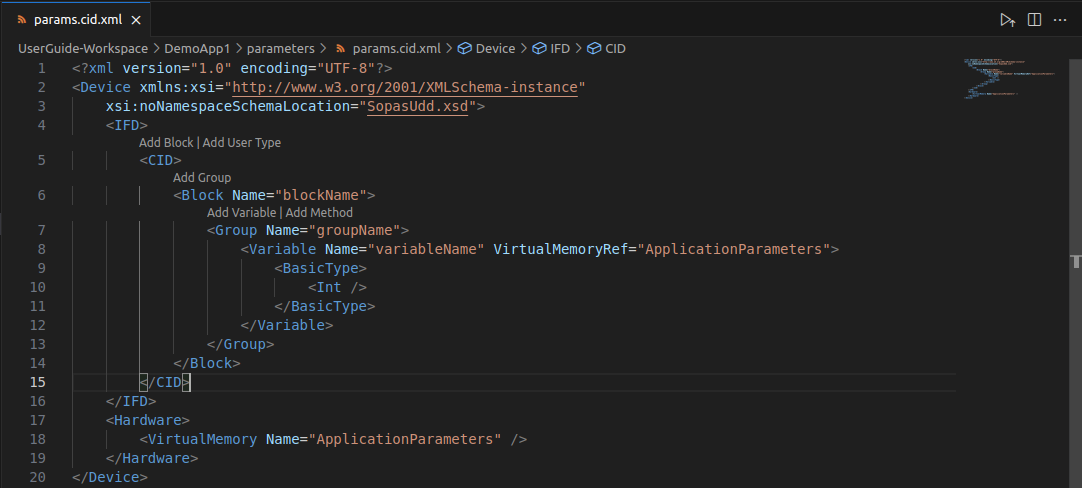 params.cid.xml
UserGuide-Workspace > DemoApp1 > parameters > params.cid.xml > Device > IFD > CID
1 <?xml version="1.0" encoding="UTF-8"?>
2 <Device xmlns:xsi="http://www.w3.org/2001/XMLSchema-instance"
3 xsi:noNamespaceSchemaLocation="SopasUdd.xsd">
4 <IFD>
Add Block | Add User Type
5 <CID>
Add Group
6 <Block Name="blockName">
Add Variable | Add Method
7 <Group Name="groupName">
8 <Variable Name="variableName" VirtualMemoryRef="ApplicationParameters">
9 <BasicType>
10 <Int />
11 </BasicType>
12 </Variable>
13 </Group>
14 </Block>
15 </CID>
16 </IFD>
17 <Hardware>
18 <VirtualMemory Name="ApplicationParameters" />
19 </Hardware>
20 </Device>